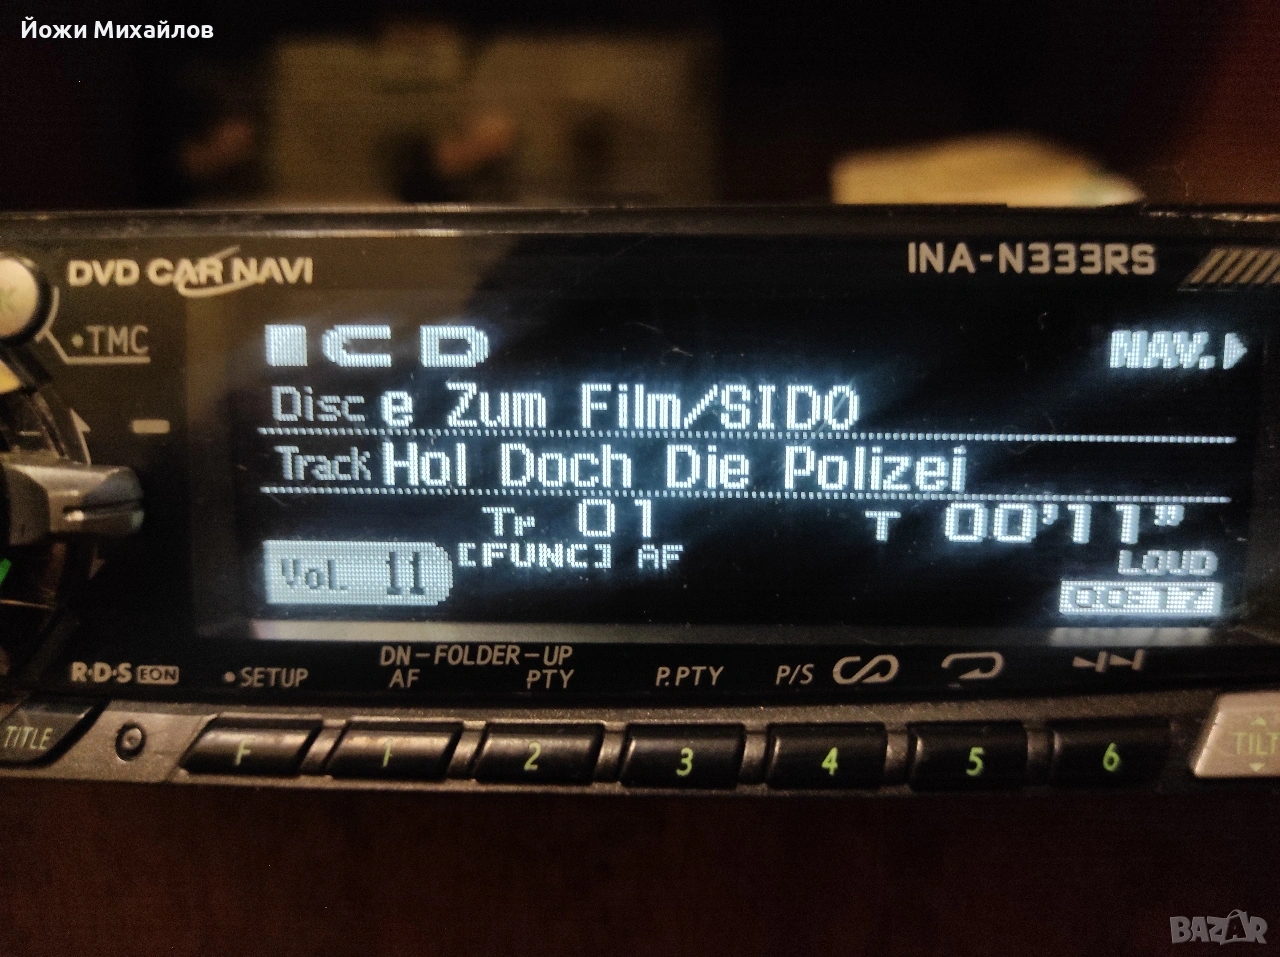 Йожи Михайлов
DVD CAR NAVI
INA-N333RS
•TMC
CD
NAV.
Disc e Zum Film/SIDO
Track Hol Doch Die Polizei
Tr 01
T 00'11"
Vol. 11
[FUNC] AF
LOUD
00:17
R•D•S EON
•SETUP
DN-FOLDER-UP
AF
PTY
P.PTY
P/S
TITLE
F
1
2
3
4
5
6
TILT
BAZAR